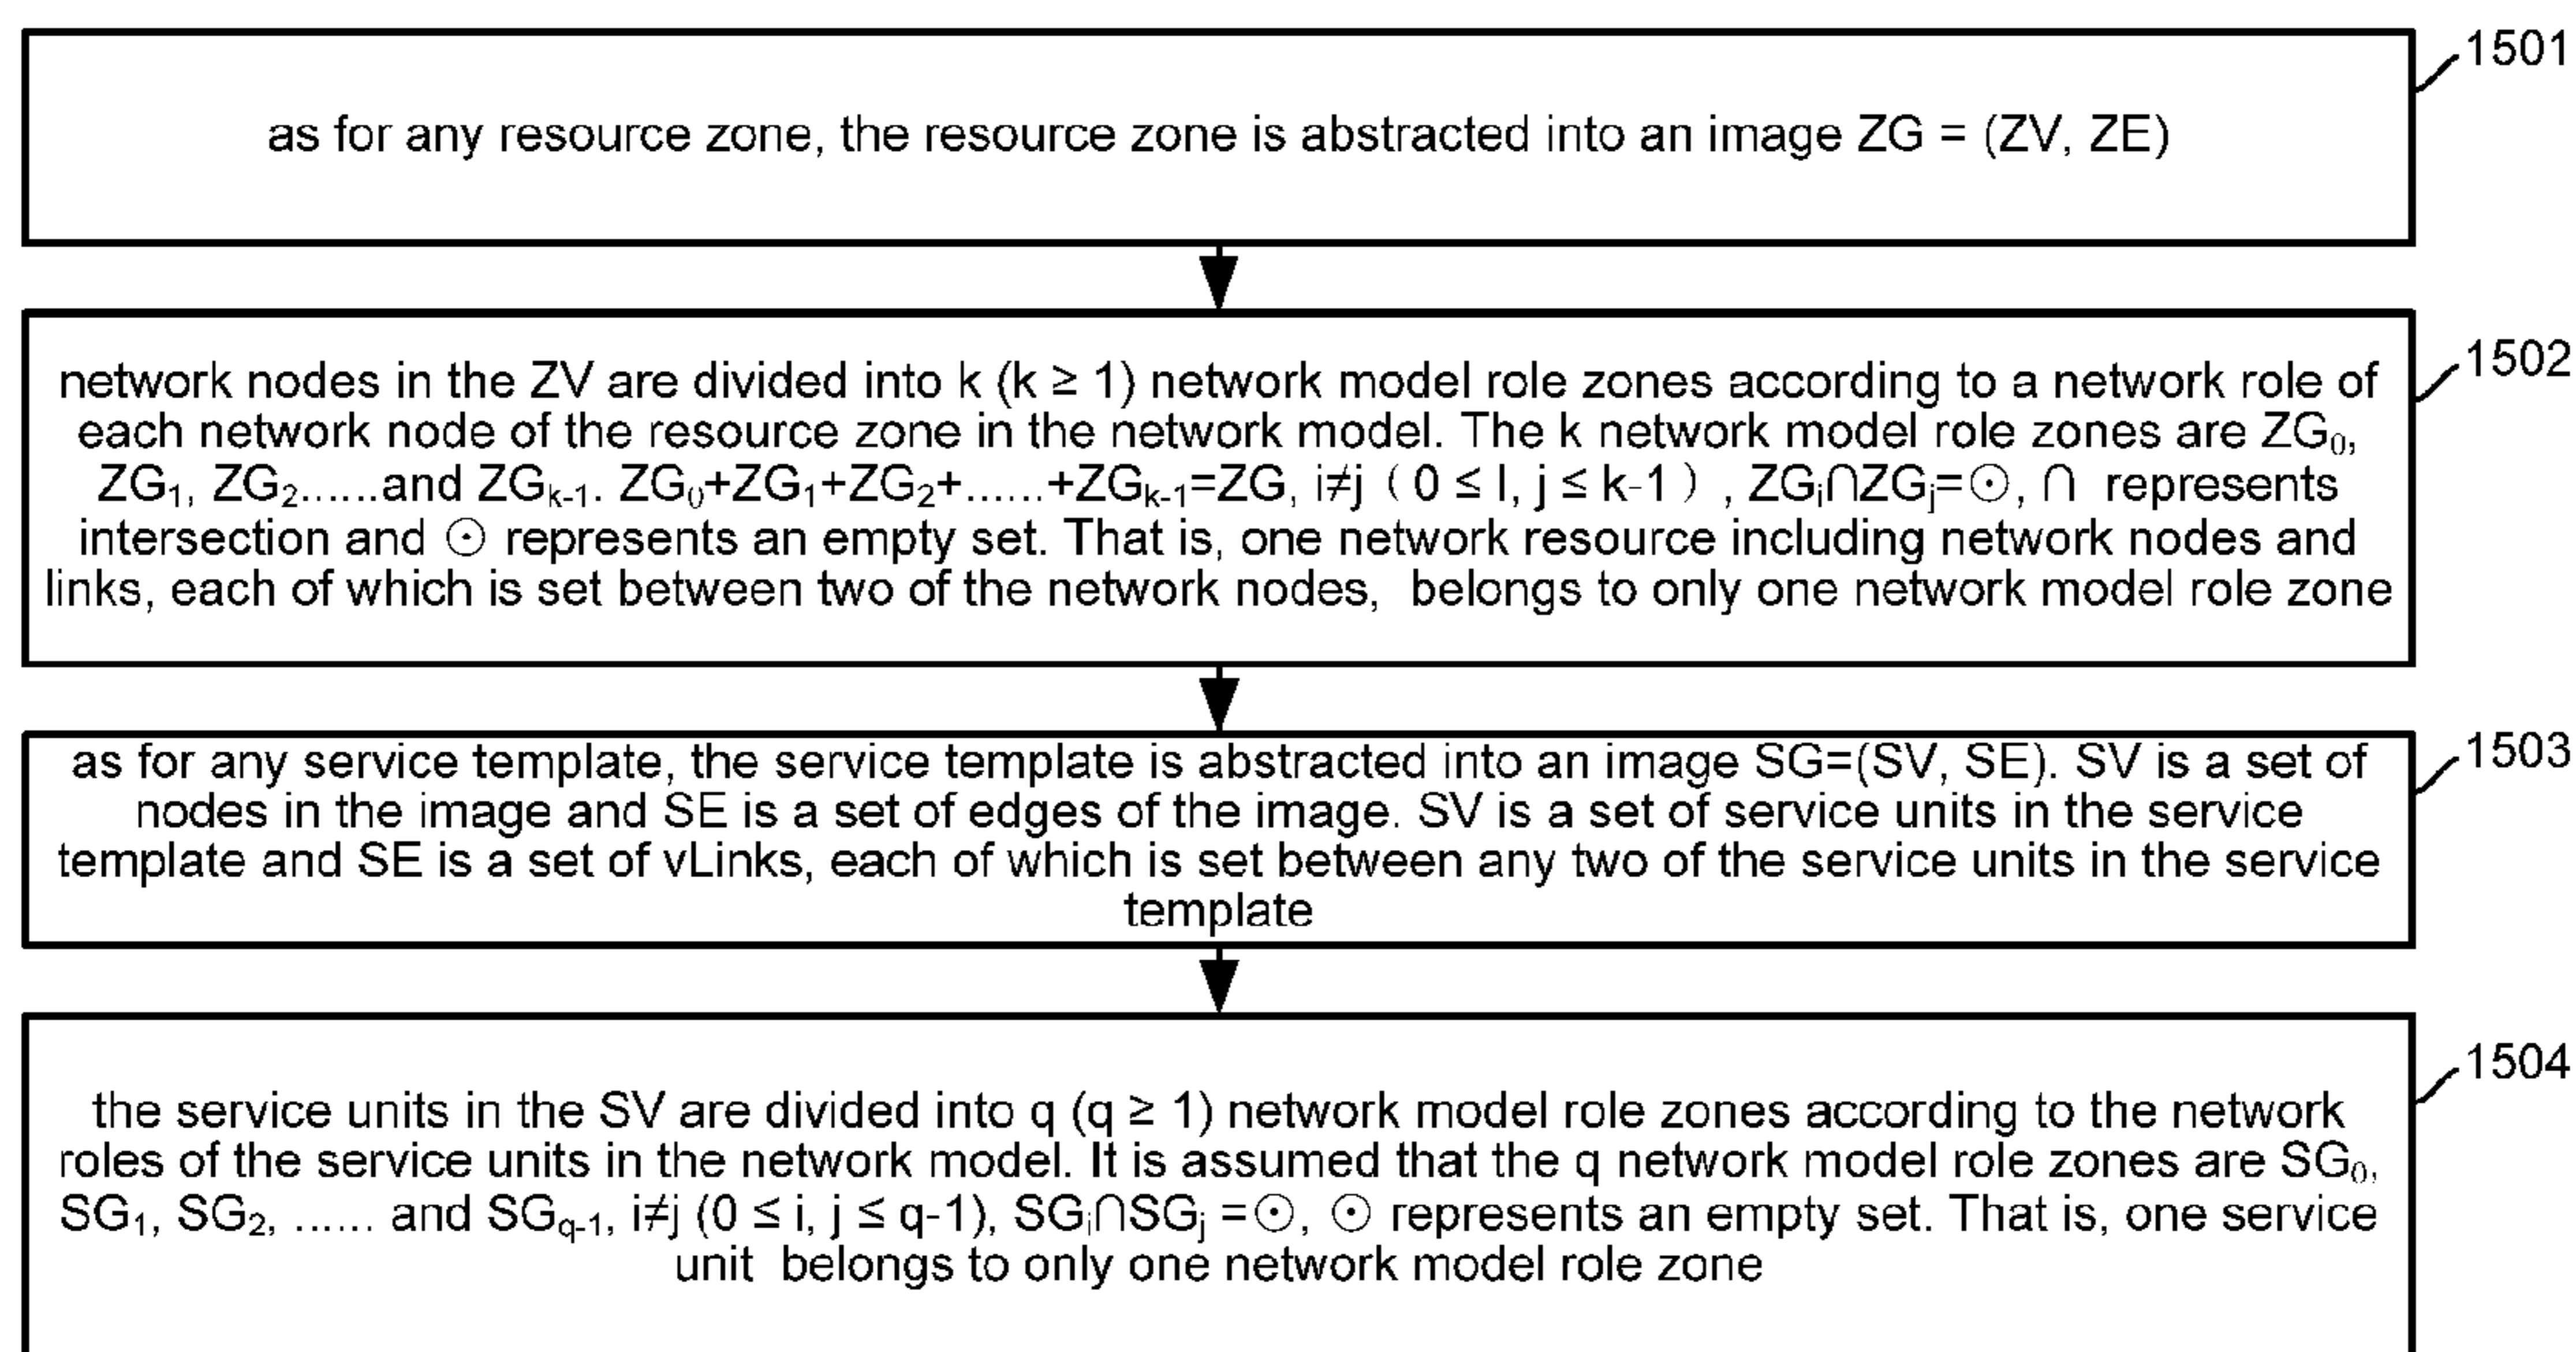 1501
as for any resource zone, the resource zone is abstracted into an image ZG = (ZV, ZE)
1502
network nodes in the ZV are divided into k (k ≥ 1) network model role zones according to a network role of
each network node of the resource zone in the network model. The k network model role zones are ZG₀,
ZG₁, ZG₂......and ZGₖ₋₁. ZG₀+ZG₁+ZG₂+......+ZGₖ₋₁=ZG, i≠j ( 0 ≤ I, j ≤ k-1 ) , ZGᵢ∩ZGⱼ=⊙, ∩ represents
intersection and ⊙ represents an empty set. That is, one network resource including network nodes and
links, each of which is set between two of the network nodes, belongs to only one network model role zone
1503
as for any service template, the service template is abstracted into an image SG=(SV, SE). SV is a set of
nodes in the image and SE is a set of edges of the image. SV is a set of service units in the service
template and SE is a set of vLinks, each of which is set between any two of the service units in the service
template
1504
the service units in the SV are divided into q (q ≥ 1) network model role zones according to the network
roles of the service units in the network model. It is assumed that the q network model role zones are SG₀,
SG₁, SG₂, ...... and SG_q-1, i≠j (0 ≤ i, j ≤ q-1), SGᵢ∩SGⱼ =⊙, ⊙ represents an empty set. That is, one service
unit belongs to only one network model role zone